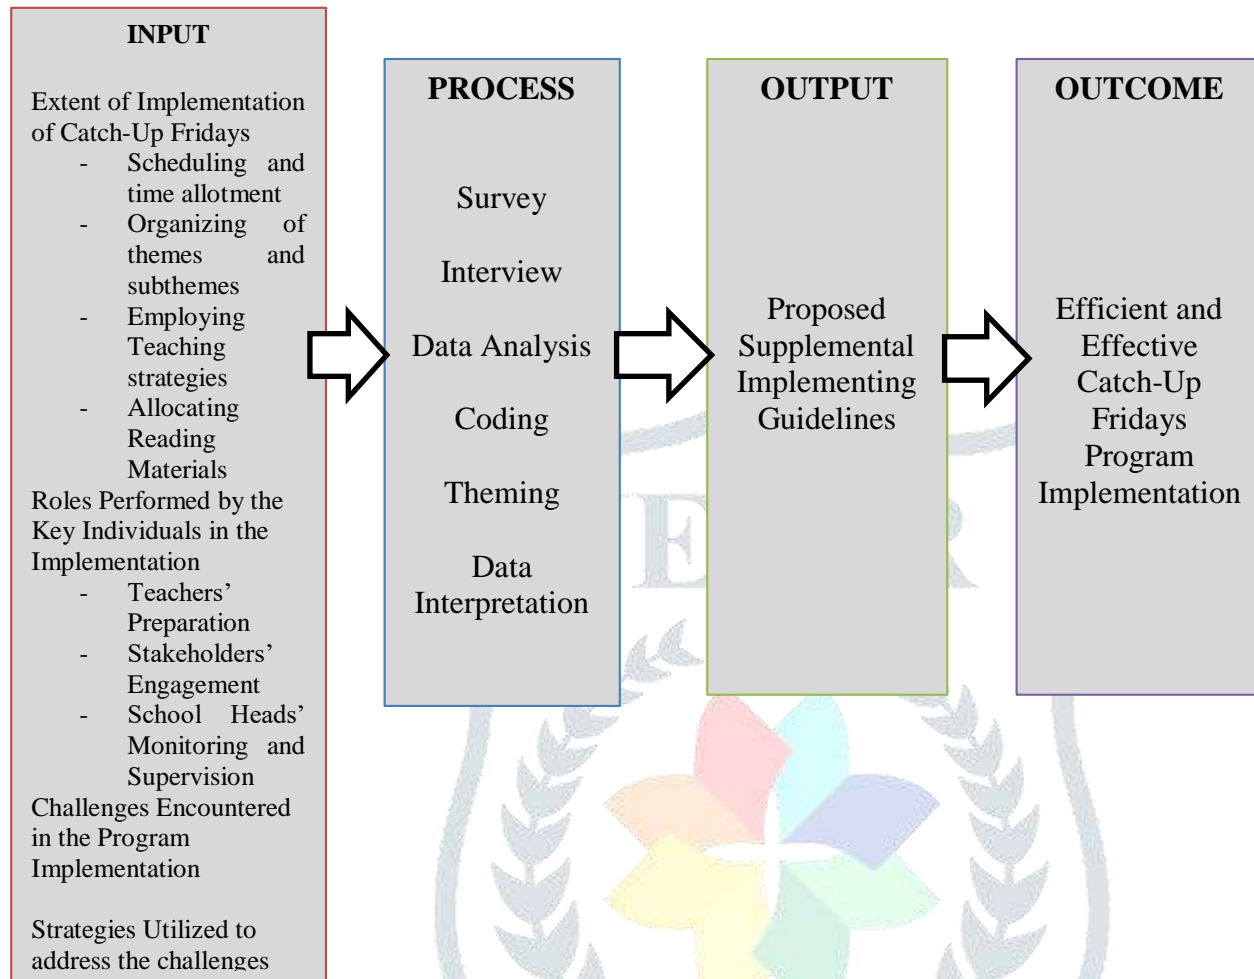 INPUT
Extent of Implementation
of Catch-Up Fridays
- Scheduling and
time allotment
- Organizing of
themes and
subthemes
- Employing
Teaching
strategies
- Allocating
Reading
Materials
Roles Performed by the
Key Individuals in the
Implementation
- Teachers’
Preparation
- Stakeholders’
Engagement
- School Heads’
Monitoring and
Supervision
Challenges Encountered
in the Program
Implementation
Strategies Utilized to
address the challenges
PROCESS
Survey
Interview
Data Analysis
Coding
Theming
Data
Interpretation
OUTPUT
Proposed
Supplemental
Implementing
Guidelines
OUTCOME
Efficient and
Effective
Catch-Up
Fridays
Program
Implementation